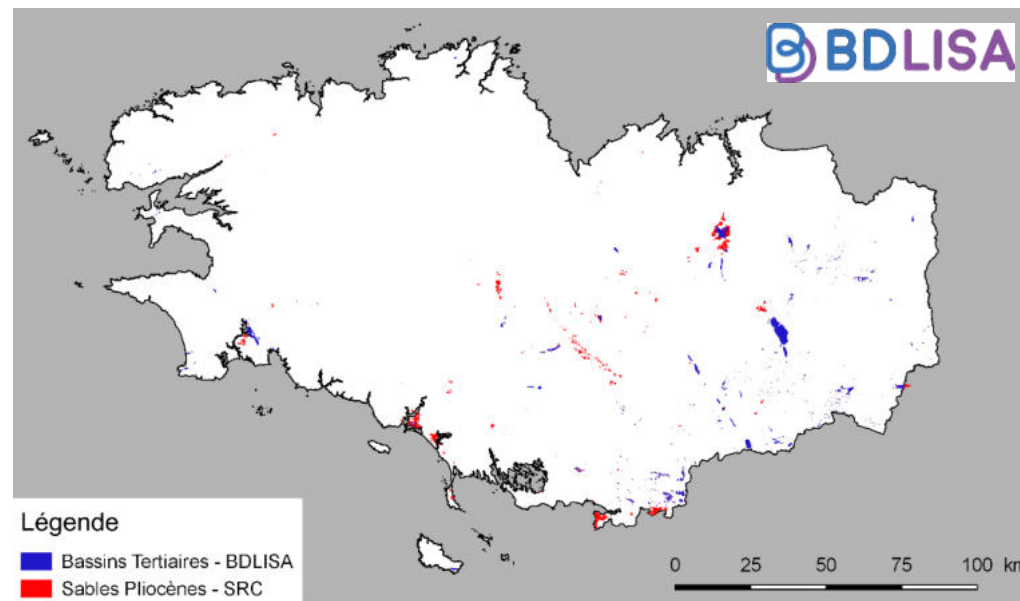 BDLISA
Légende
Bassins Tertiaires - BDLISA
Sables Pliocènes - SRC
0 25 50 75 100 km